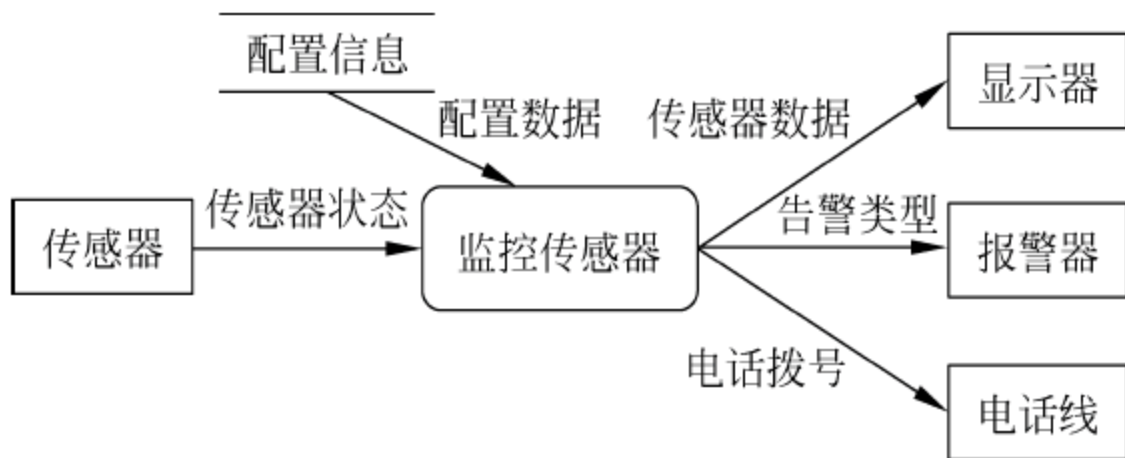 配置信息
显示器
配置数据
传感器数据
传感器状态
告警类型
传感器
监控传感器
报警器
电话拨号
电话线